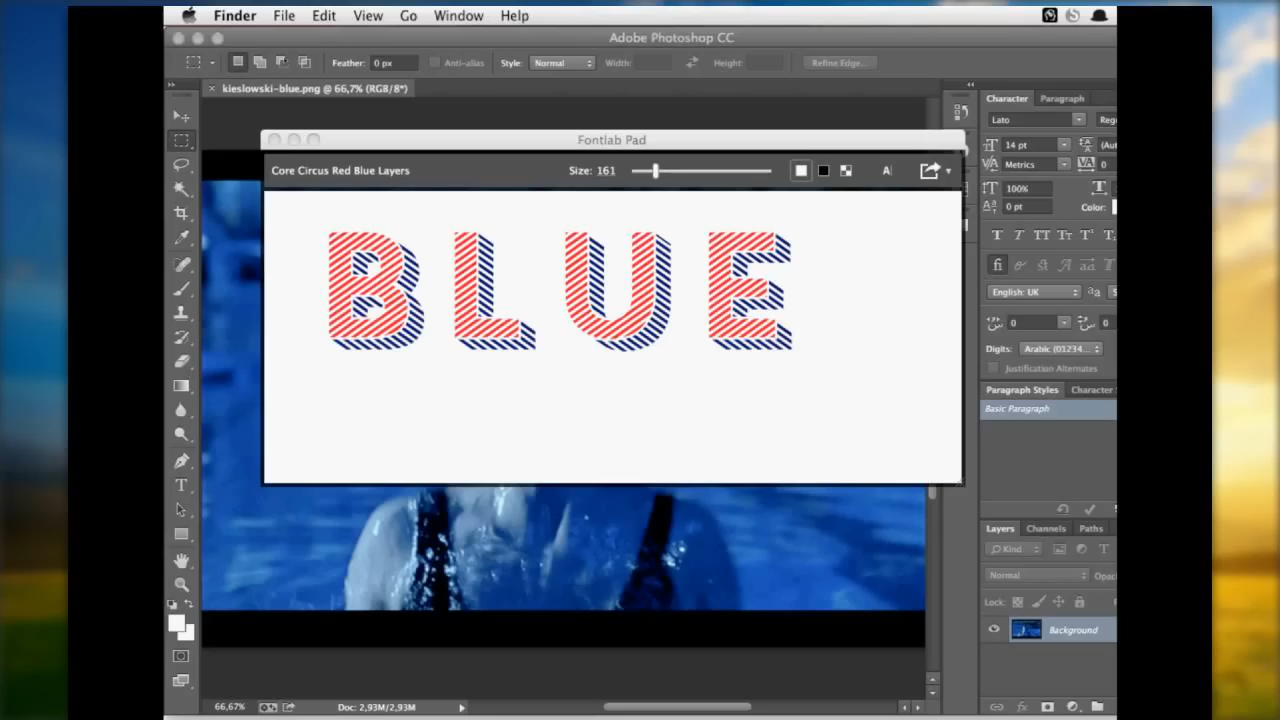 Finder File Edit View Go Window Help
Adobe Photoshop CC
Feather: 0 px Anti-alias Style: Normal Width: Height: Refine Edge...
× kieslowski-blue.png @ 66,7% (RGB/8*)
Fontlab Pad
Core Circus Red Blue Layers Size: 161
BLUE
Character Paragraph
Lato
14 pt
Metrics 0
100%
0 pt Color:
English: UK
0 0
Digits: Arabic (01234...
Justification Alternates
Paragraph Styles Character
Basic Paragraph
Layers Channels Paths
Kind
Normal
Lock:
Background
66,67% Doc: 2,93M/2,93M